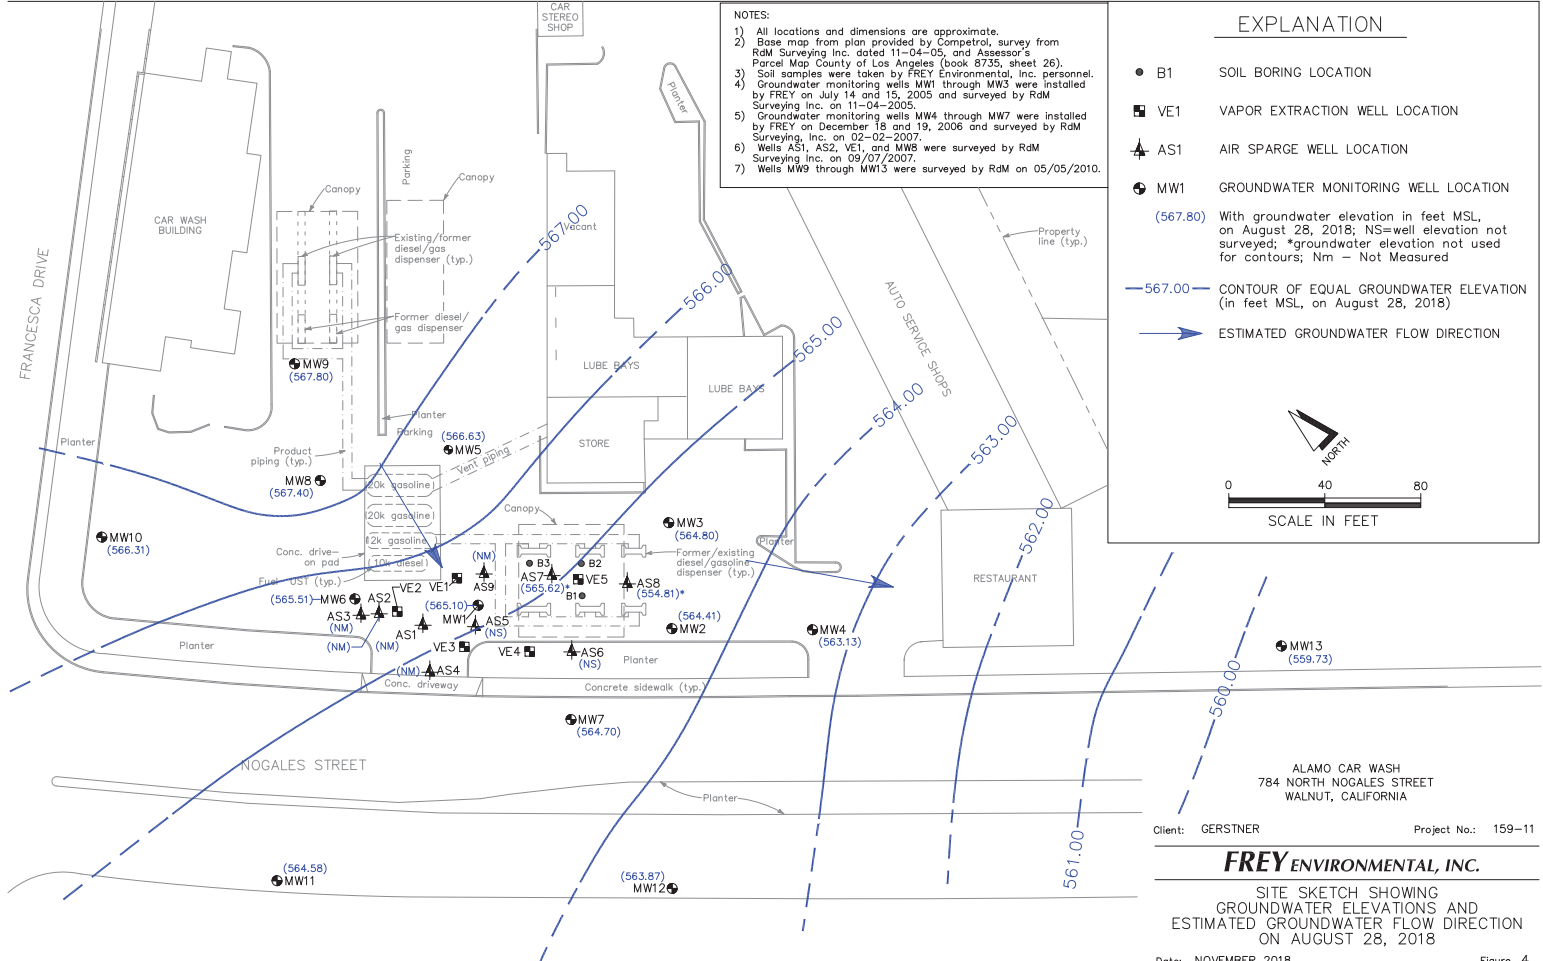 CAR
STEREO
SHOP
NOTES:
1) All locations and dimensions are approximate.
2) Base map from plan provided by Competrol, survey from
RdM Surveying Inc. dated 11-04-05, and Assessor's
Parcel Map County of Los Angeles (book 8735, sheet 26).
3) Soil samples were taken by FREY Environmental, Inc. personnel.
4) Groundwater monitoring wells MW1 through MW3 were installed
by FREY on July 14 and 15, 2005 and surveyed by RdM
Surveying Inc. on 11-04-2005.
5) Groundwater monitoring wells MW4 through MW7 were installed
by FREY on December 18 and 19, 2006 and surveyed by RdM
Surveying, Inc. on 02-02-2007.
6) Wells AS1, AS2, VE1, and MW8 were surveyed by RdM
Surveying Inc. on 09/07/2007.
7) Wells MW9 through MW13 were surveyed by RdM on 05/05/2010.
EXPLANATION
B1 SOIL BORING LOCATION
VE1 VAPOR EXTRACTION WELL LOCATION
AS1 AIR SPARGE WELL LOCATION
MW1 GROUNDWATER MONITORING WELL LOCATION
(567.80) With groundwater elevation in feet MSL,
on August 28, 2018; NS=well elevation not
surveyed; *groundwater elevation not used
for contours; Nm – Not Measured
567.00 CONTOUR OF EQUAL GROUNDWATER ELEVATION
(in feet MSL, on August 28, 2018)
ESTIMATED GROUNDWATER FLOW DIRECTION
NORTH
0 40 80
SCALE IN FEET
Planter
Parking
Canopy
Canopy
CAR WASH
BUILDING
FRANCESCA DRIVE
Existing/former
diesel/gas
dispenser (typ.)
Former diesel/
gas dispenser
Vacant
567.00
566.00
565.00
564.00
563.00
562.00
561.00
560.00
Property
line (typ.)
AUTO SERVICE SHOPS
LUBE BAYS
LUBE BAYS
STORE
MW9
(567.80)
Planter
Parking
(566.63)
MW5
Vent piping
Planter
Product
piping (typ.)
MW8
(567.40)
20k gasoline
20k gasoline
12k gasoline
10k diesel
MW10
(566.31)
Conc. drive-
on pad
Fuel UST (typ.)
Canopy
MW3
(564.80)
Planter
Former/existing
diesel/gasoline
dispenser (typ.)
(NM)
AS9
B3
B2
AS7
(565.62)*
VE5
B1
AS8
(554.81)*
RESTAURANT
VE2
VE1
(565.51)
MW6
AS2
AS3
(NM)
(NM)
(NM)
AS1
(565.10)
MW1
AS5
(NS)
(564.41)
MW2
MW4
(563.13)
MW13
(559.73)
Planter
VE3
VE4
AS6
(NS)
Planter
(NM)
AS4
Conc. driveway
Concrete sidewalk (typ.)
MW7
(564.70)
NOGALES STREET
Planter
(564.58)
MW11
(563.87)
MW12
ALAMO CAR WASH
784 NORTH NOGALES STREET
WALNUT, CALIFORNIA
Client: GERSTNER Project No.: 159-11
FREY ENVIRONMENTAL, INC.
SITE SKETCH SHOWING
GROUNDWATER ELEVATIONS AND
ESTIMATED GROUNDWATER FLOW DIRECTION
ON AUGUST 28, 2018
Date: NOVEMBER 2018 Figure 4